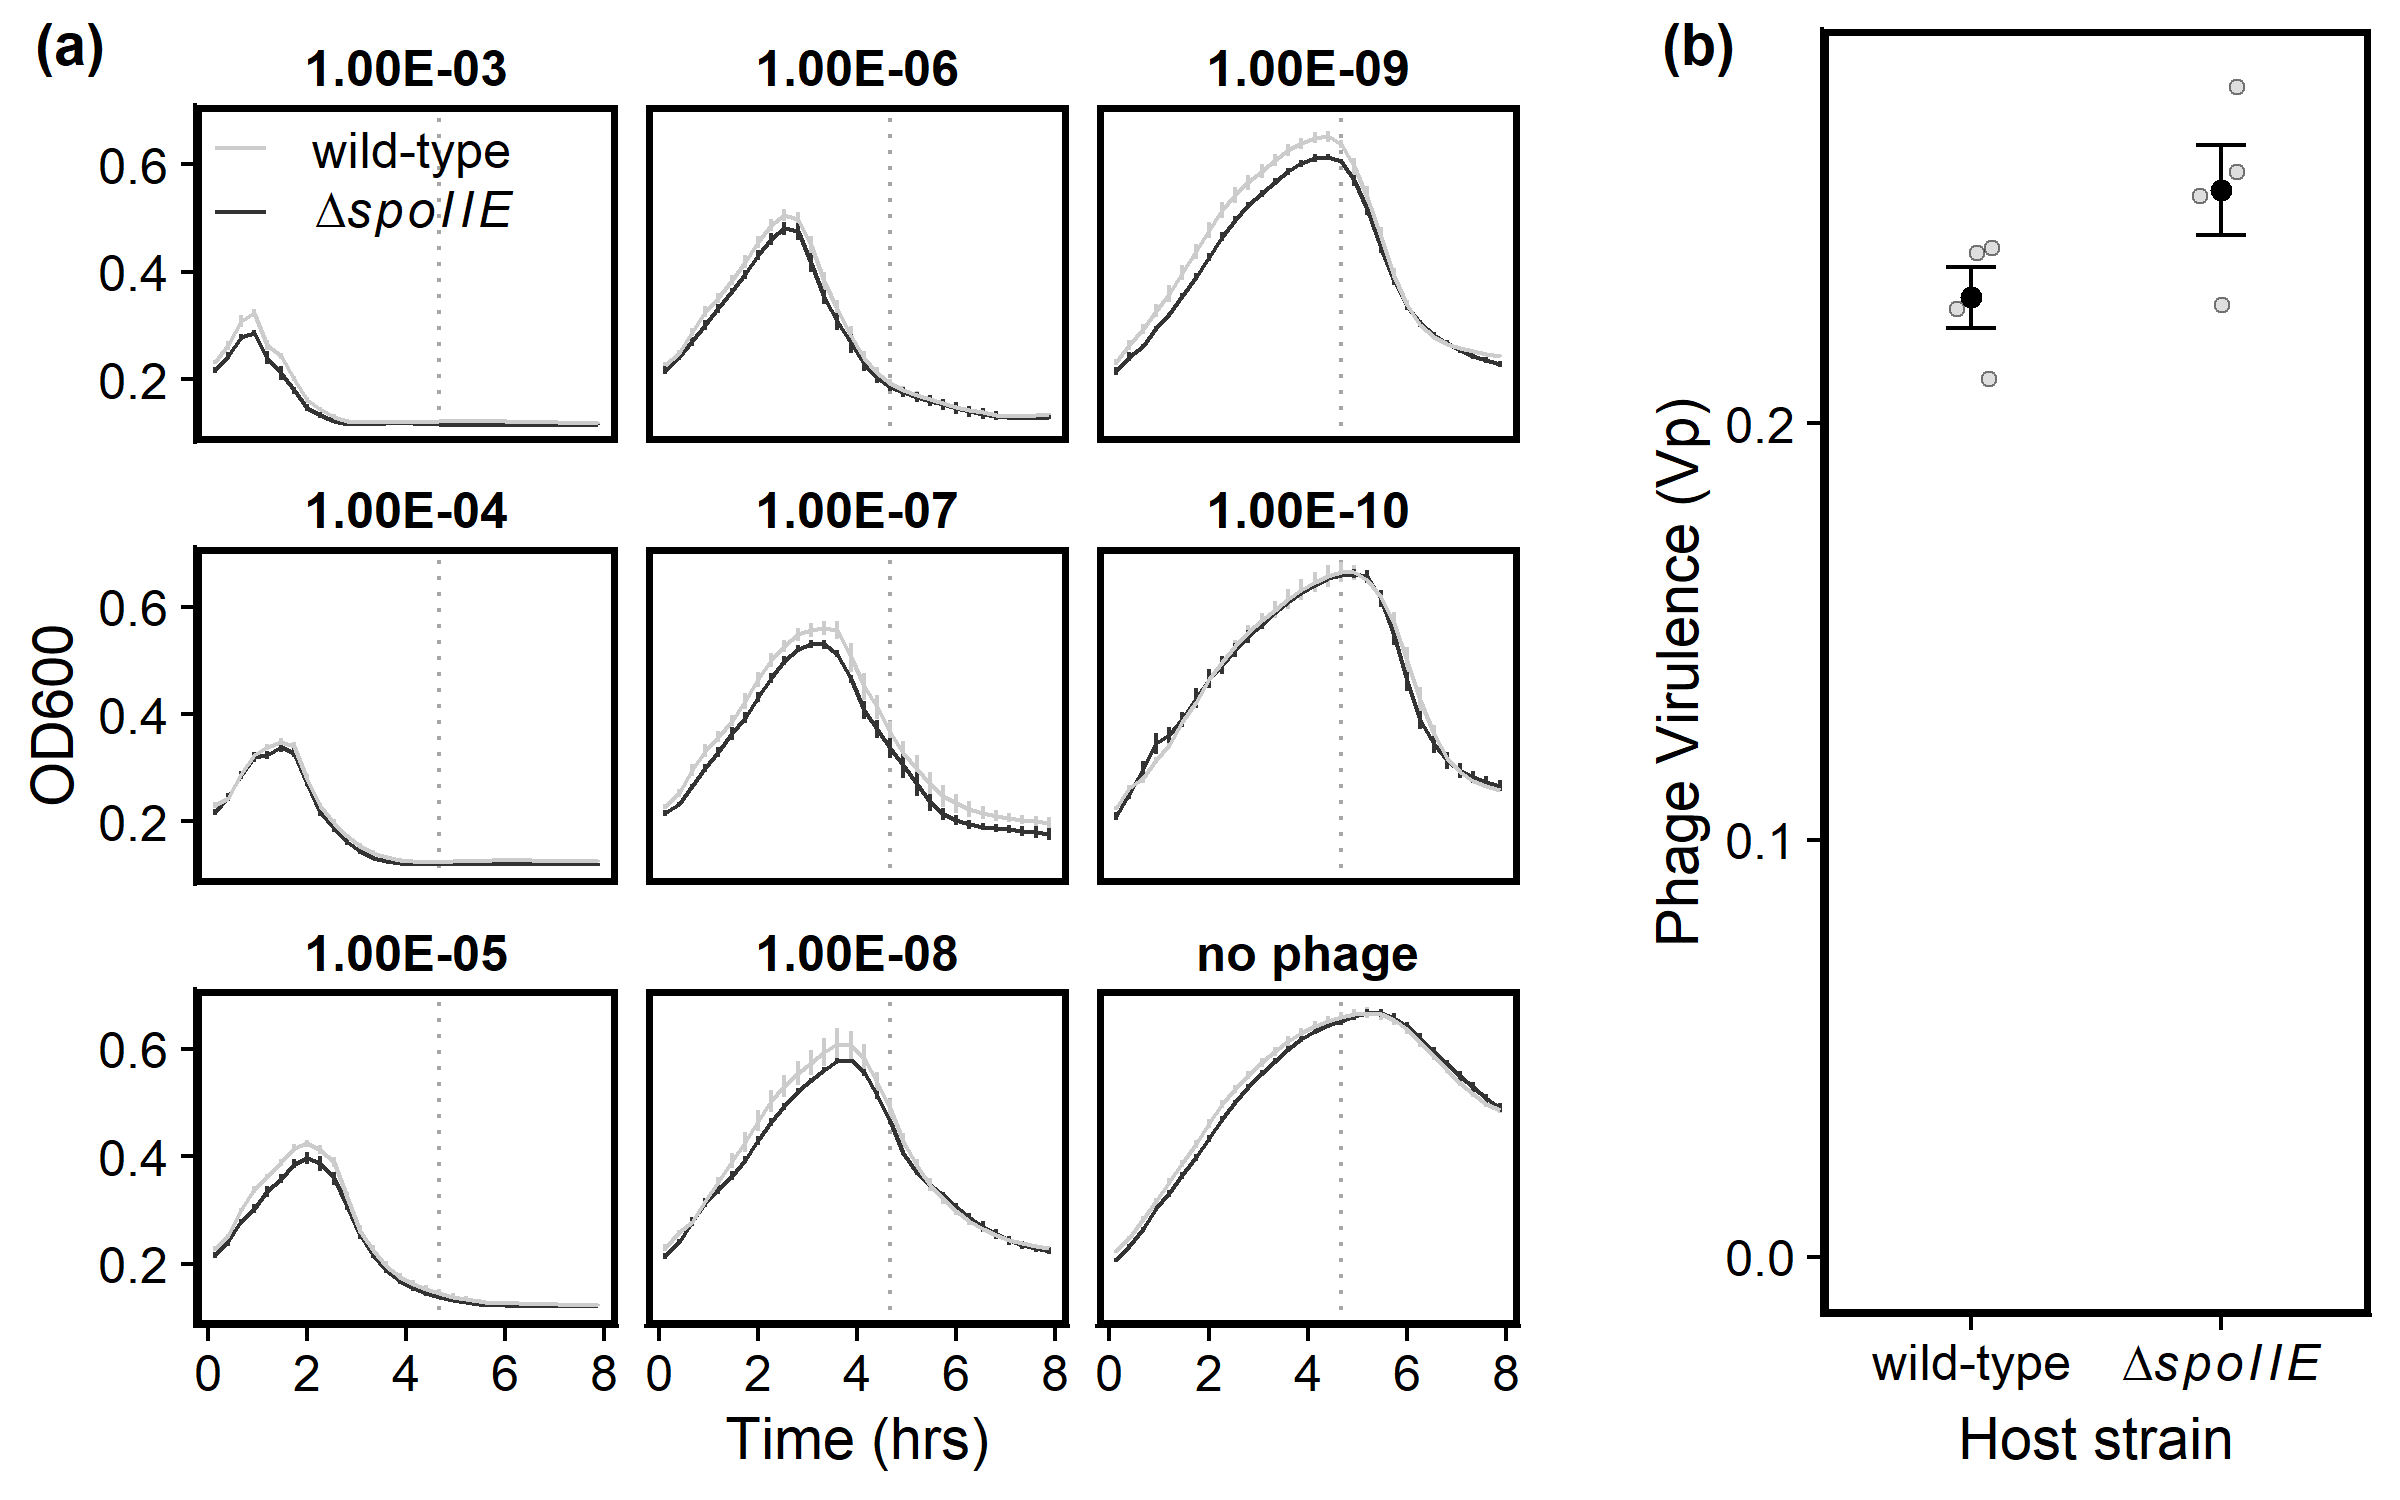 (a)
1.00E-03
1.00E-06
1.00E-09
wild-type
ΔspoIIE
0.6
0.4
0.2
1.00E-04
1.00E-07
1.00E-10
0.6
0.4
0.2
OD600
1.00E-05
1.00E-08
no phage
0.6
0.4
0.2
0 2 4 6 8
0 2 4 6 8
0 2 4 6 8
Time (hrs)
(b)
Phage Virulence (Vp)
0.2
0.1
0.0
wild-type
ΔspoIIE
Host strain